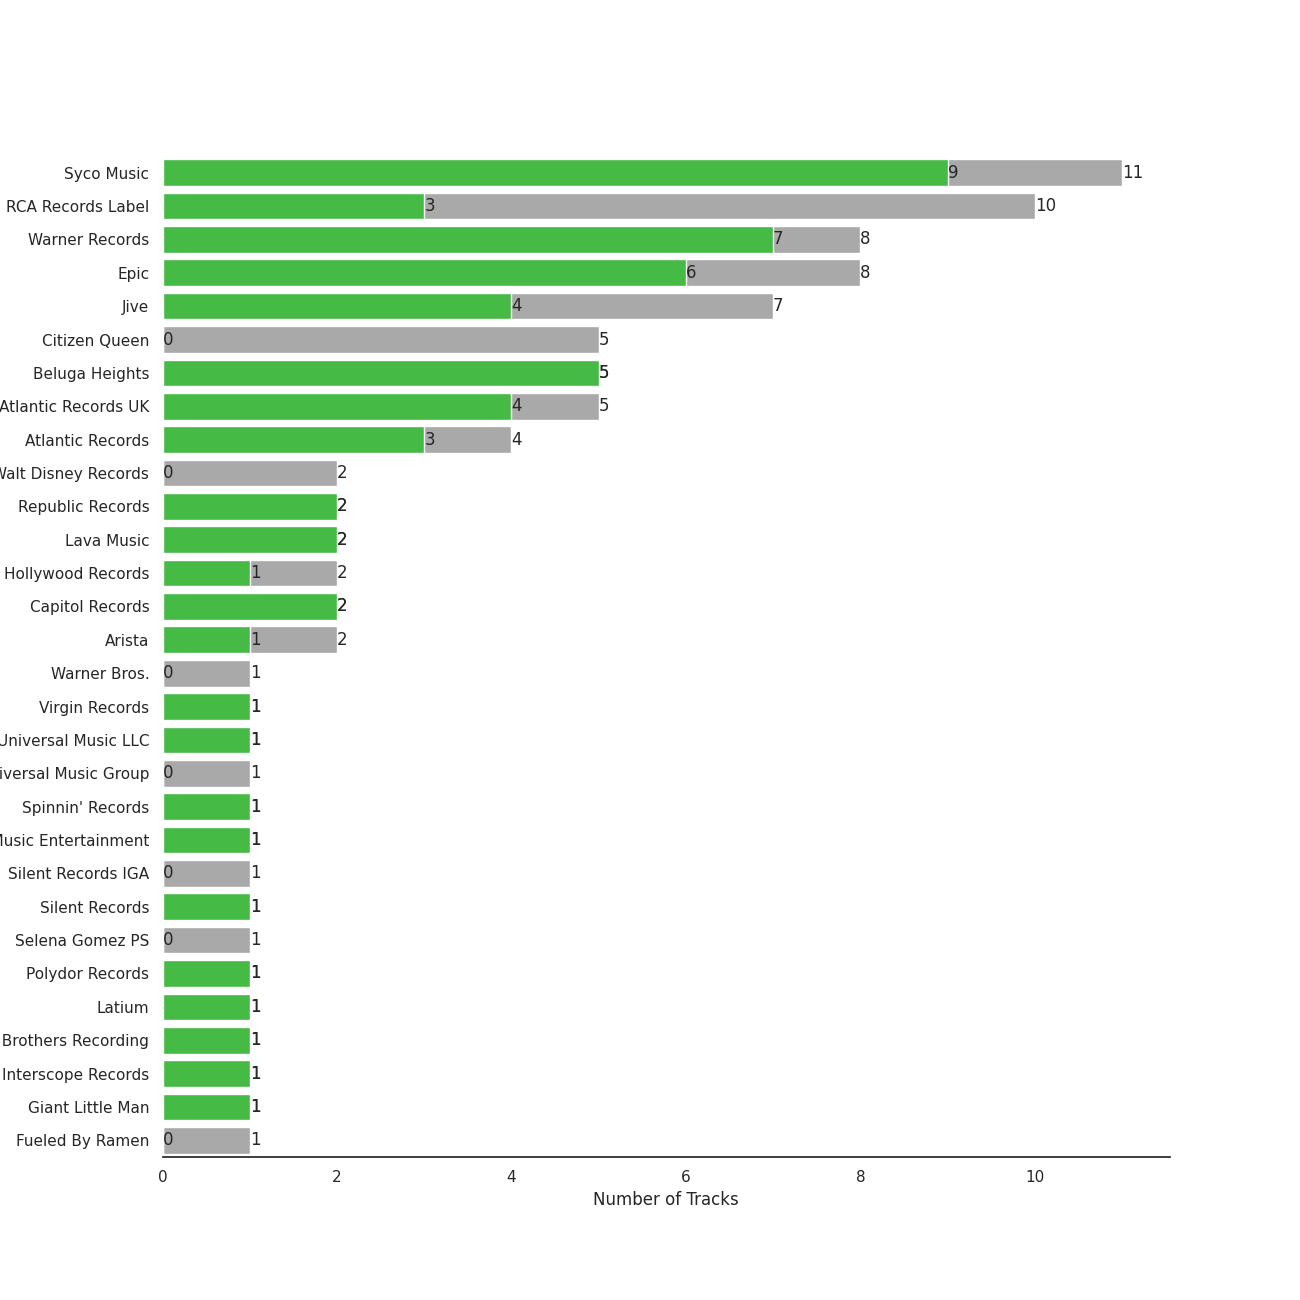 Syco Music 9 11
RCA Records Label 3 10
Warner Records 7 8
Epic 6 8
Jive 4 7
Citizen Queen 0 5
Beluga Heights 5
Atlantic Records UK 4 5
Atlantic Records 3 4
Walt Disney Records 0 2
Republic Records 2
Lava Music 2
Hollywood Records 1 2
Capitol Records 2
Arista 1 2
Warner Bros. 0 1
Virgin Records 1
Universal Music LLC 1
iversal Music Group 0 1
Spinnin' Records 1
Music Entertainment 1
Silent Records IGA 0 1
Silent Records 1
Selena Gomez PS 0 1
Polydor Records 1
Latium 1
Brothers Recording 1
Interscope Records 1
Giant Little Man 1
Fueled By Ramen 0 1
0 2 4 6 8 10
Number of Tracks